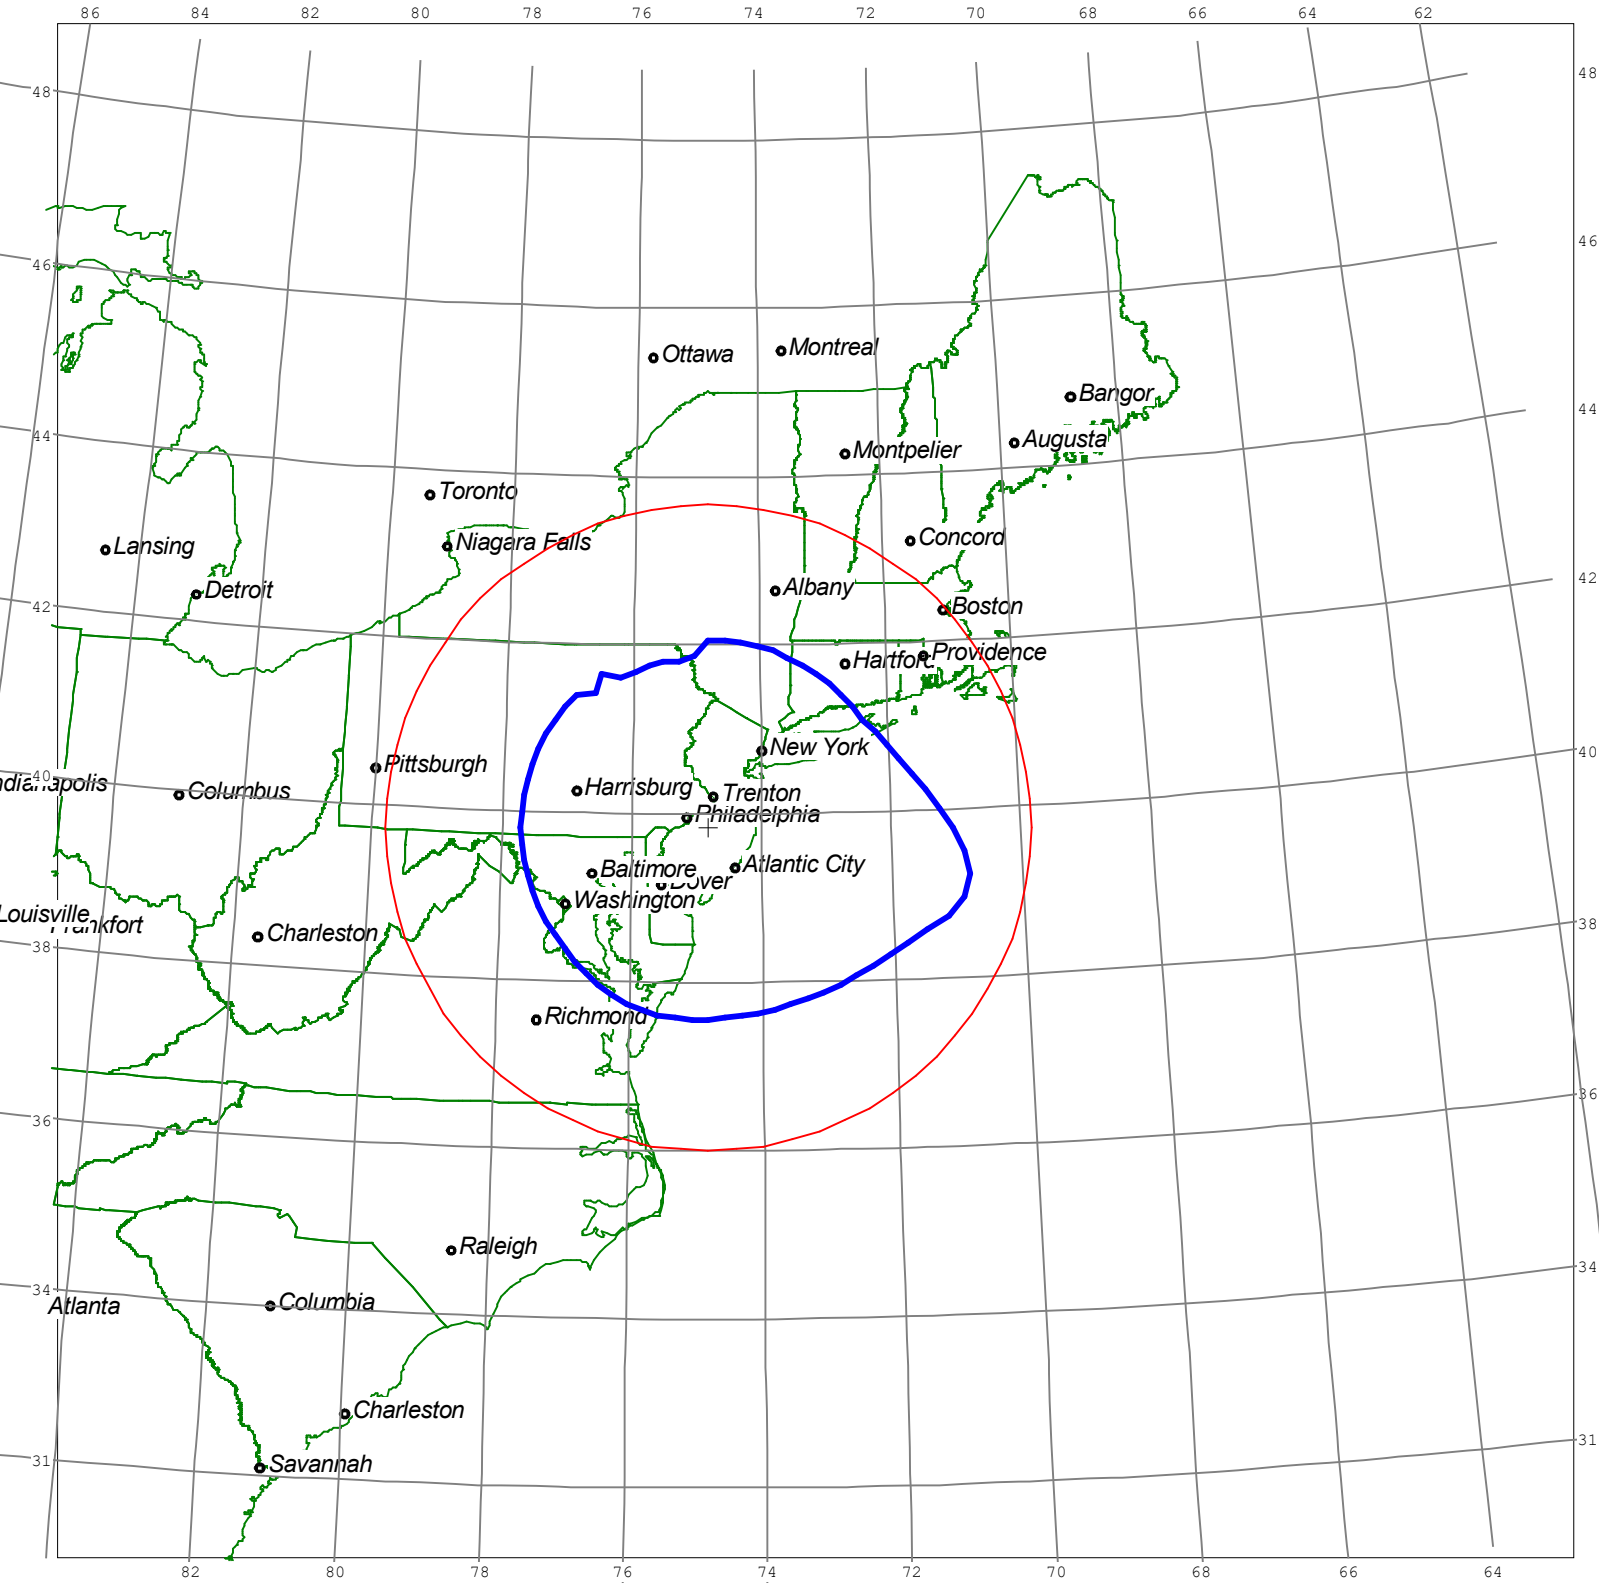 86 84 82 80 78 76 74 72 70 68 66 64 62
48 48
46 46
Ottawa Montreal
Bangor
44 44
Augusta
Montpelier
Toronto
Concord
Niagara Falls
Lansing
42
Albany
Detroit
42
Boston
Providence
Hartford
New York
40
Pittsburgh
40
ndianapolis
Harrisburg
Columbus
Trenton
Philadelphia
Atlantic City
Baltimore
Dover
Washington
Louisville
Frankfort
38
Charleston
38
Richmond
36
36
Raleigh
34
34
Columbia
Atlanta
Charleston
31
31
Savannah
82 80 78 76 74 72 70 68 66 64